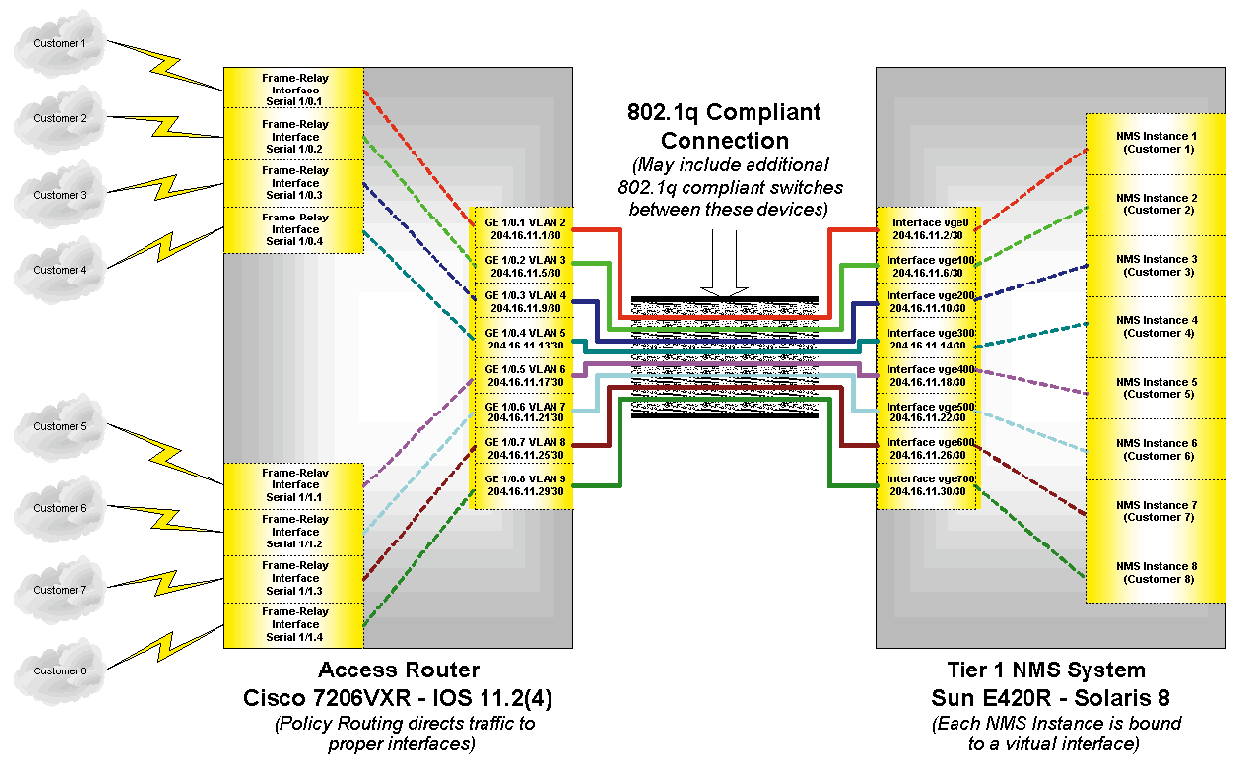 Customer 1
Customer 2
Customer 3
Customer 4
Customer 5
Customer 6
Customer 7
Customer
Frame-Relay
Interface
Serial 1/0.1
Frame-Relay
Interface
Serial 1/0.2
Frame-Relay
Interface
Serial 1/0.3
Frame Relay
Interface
Serial 1/0.4
Frame-Relay
Interface
Serial 1/1.1
Frame-Relay
Interface
Serial 1/1.2
Frame-Relay
Interface
Serial 1/1.3
Frame-Relay
Interface
Serial 1/1.4
GE 1/0.1 VLAN 2
204.16.11.1/30
GE 1/0.2 VLAN 3
204.16.11.5/30
GE 1/0.3 VLAN 4
204.16.11.9/30
GE 1/0.4 VLAN 5
204.16.11.1330
GE 1/0.5 VLAN 6
204.16.11.1730
GE 1/0.6 VLAN 7
204.16.11.2130
GE 1/0.7 VLAN 8
204.16.11.2530
GE 1/0.8 VLAN 9
204.16.11.2930
Access Router
Cisco 7206VXR - IOS 11.2(4)
(Policy Routing directs traffic to
proper interfaces)
802.1q Compliant
Connection
(May include additional
802.1q compliant switches
between these devices)
Interface vge0
204.16.11.2/30
Interface vge100
204.16.11.6/30
Interface vge200
204.16.11.10/30
Interface vge300
204.16.11.14/30
Interface vge400
204.16.11.18/30
Interface vge500
204.16.11.22/30
Interface vge600
204.16.11.26/30
Interface vge700
204.16.11.30/30
NMS Instance 1
(Customer 1)
NMS Instance 2
(Customer 2)
NMS Instance 3
(Customer 3)
NMS Instance 4
(Customer 4)
NMS Instance 5
(Customer 5)
NMS Instance 6
(Customer 6)
NMS Instance 7
(Customer 7)
NMS Instance 8
(Customer 8)
Tier 1 NMS System
Sun E420R - Solaris 8
(Each NMS Instance is bound
to a virtual interface)